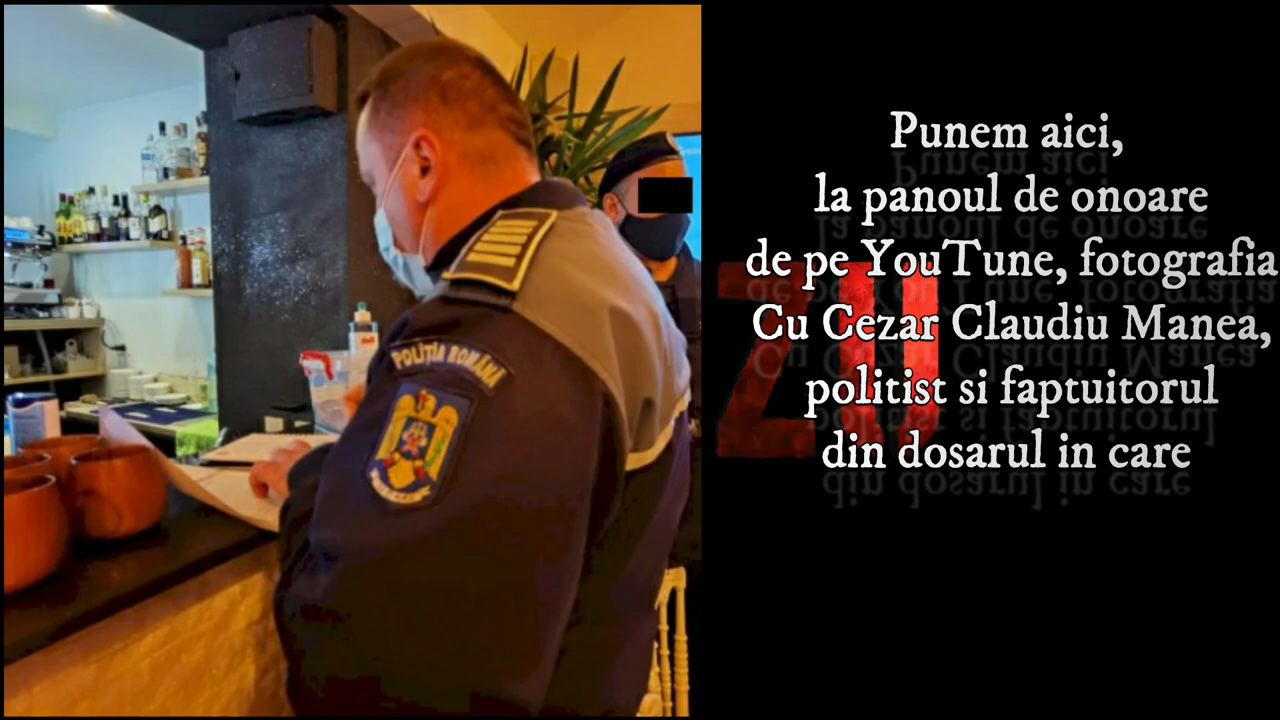 POLIȚIA ROMÂNĂ
Punem aici,
la panoul de onoare
de pe YouTune, fotografia
Cu Cezar Claudiu Manea,
politist si faptuitorul
din dosarul in care